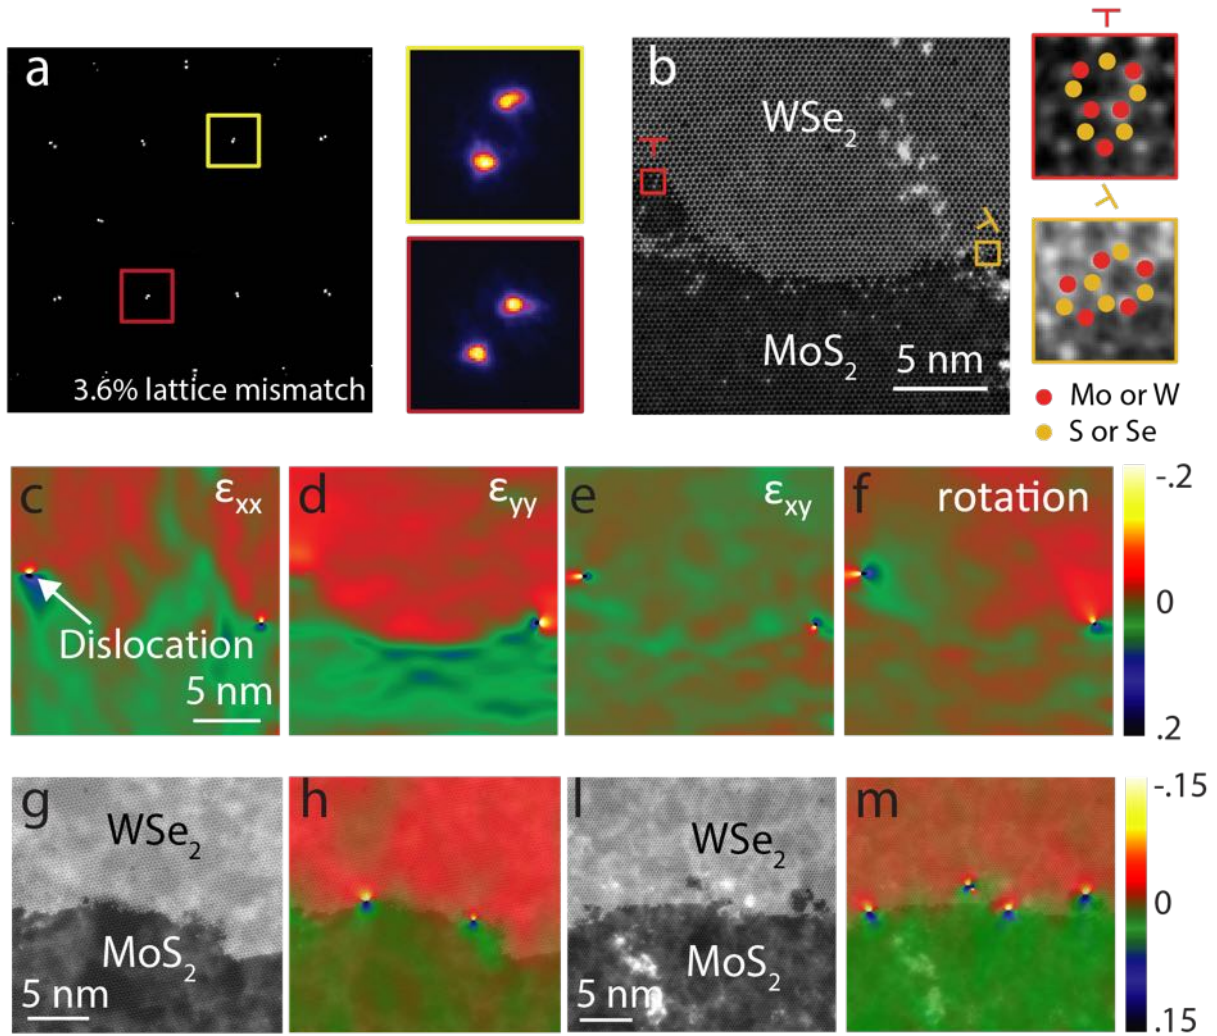 a
3.6% lattice mismatch
b
WSe₂
MoS₂
5 nm
Mo or W
S or Se
c
εxx
Dislocation
5 nm
d
εyy
e
εxy
f
rotation
-.2
0
.2
g
WSe₂
MoS₂
5 nm
h
l
WSe₂
MoS₂
5 nm
m
-.15
0
.15